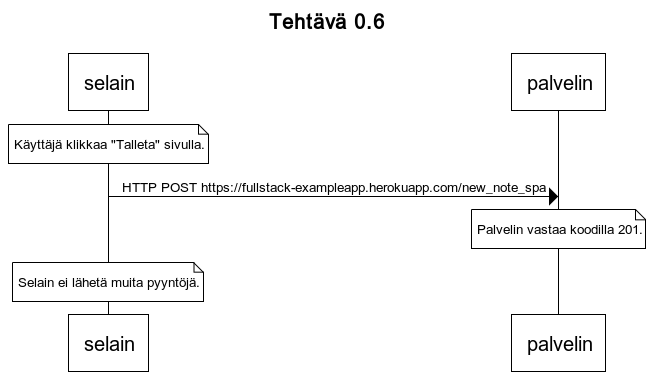 Tehtävä 0.6
selain
palvelin
Käyttäjä klikkaa "Talleta" sivulla.
HTTP POST https://fullstack-exampleapp.herokuapp.com/new_note_spa
Palvelin vastaa koodilla 201.
Selain ei lähetä muita pyyntöjä.
selain
palvelin